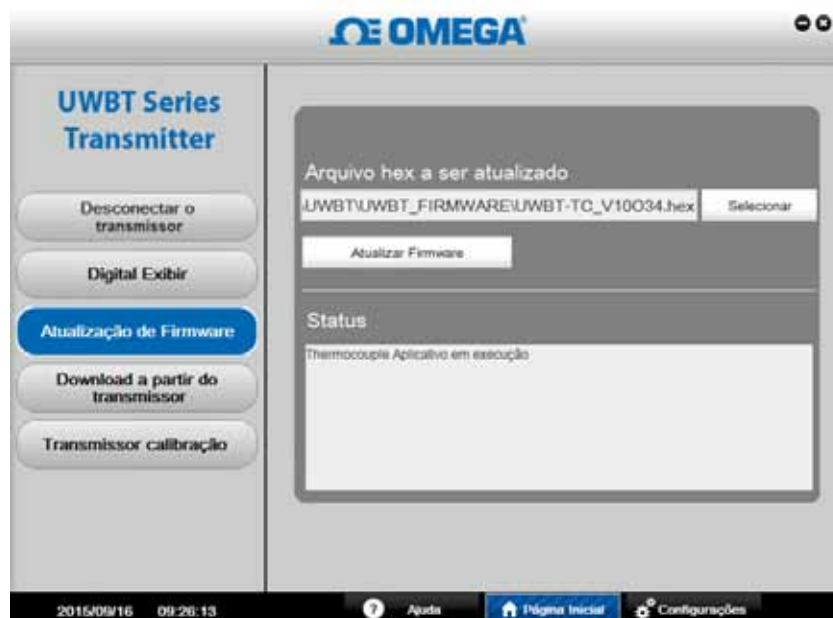 OMEGA
UWBT Series
Transmitter
Desconectar o
transmissor
Digital Exibir
Atualização de Firmware
Download a partir do
transmissor
Transmissor calibração
Arquivo hex a ser atualizado
.UWBT\UWBT_FIRMWARE\UWBT-TC_V10O34.hex
Selecionar
Atualizar Firmware
Status
Thermocouple Aplicativo em execução
2015/09/16 09:26:13
? Ajuda
Página Inicial
Configurações